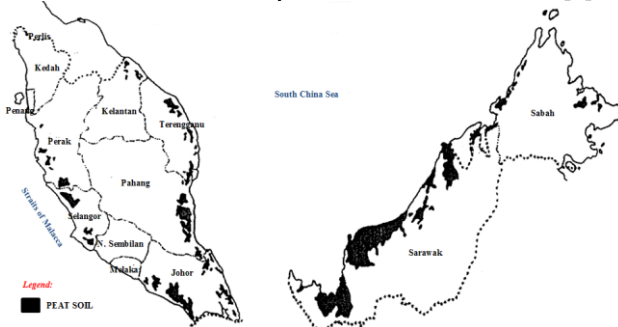 Perlis
Kedah
Penang
Kelantan
Terengganu
Perak
Pahang
Straits of Malacca
Selangor
N. Sembilan
Melaka
Johor
Legend:
PEAT SOIL
South China Sea
Sabah
Sarawak